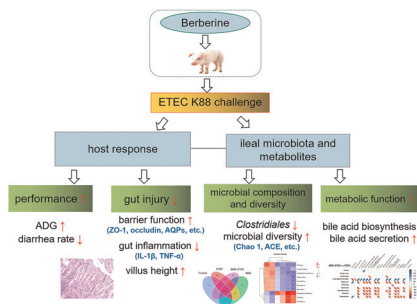 Berberine
ETEC K88 challenge
host response
ileal microbiota and
metabolites
performance ↑
gut injury ↓
microbial composition and
diversity
metabolic function ↑
ADG ↑
diarrhea rate ↓
barrier function ↑
(ZO-1, occludin, AQPs, etc.)
gut inflammation ↓
(IL-1β, TNF-α)
villus height ↑
Clostridiales ↓
microbial diversity ↑
(Chao 1, ACE, etc.)
bile acid biosynthesis
bile acid secretion ↑